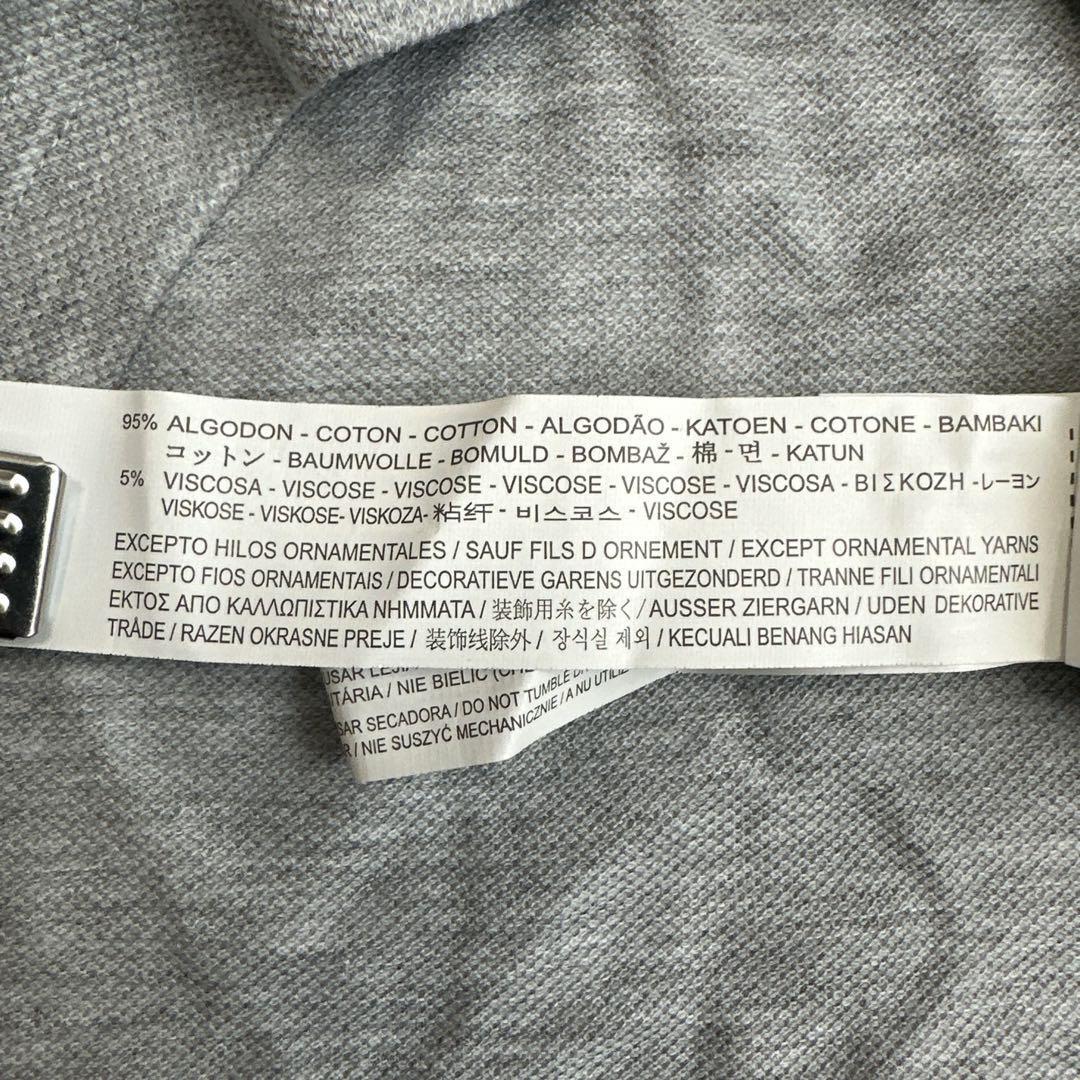 95% ALGODON - COTON - COTTON - ALGODÃO - KATOEN - COTONE - BAMBAKI
コットン - BAUMWOLLE - BOMULD - BOMBAŽ - 棉 - 면 - KATUN
5% VISCOSA - VISCOSE - VISCOSE - VISCOSE - VISCOSE - VISCOSA - ΒΙΣΚΟΖΗ -レーヨン
VISKOSE - VISKOSE- VISKOZA- 粘纤 - 비스코스 - VISCOSE
EXCEPTO HILOS ORNAMENTALES / SAUF FILS D ORNEMENT / EXCEPT ORNAMENTAL YARNS
EXCEPTO FIOS ORNAMENTAIS / DECORATIEVE GARENS UITGEZONDERD / TRANNE FILI ORNAMENTALI
ΕΚΤΟΣ ΑΠΟ ΚΑΛΛΩΠΙΣΤΙΚΑ ΝΗΜΜΑΤΑ / 装飾用糸を除く / AUSSER ZIERGARN / UDEN DEKORATIVE
TRÅDE / RAZEN OKRASNE PREJE / 装饰线除外 / 장식실 제외 / KECUALI BENANG HIASAN
/ NIE BIELIĆ
SECADORA / DO NOT TUMBLE
/ NIE SUSZYĆ MECHANICZNIE / A NU